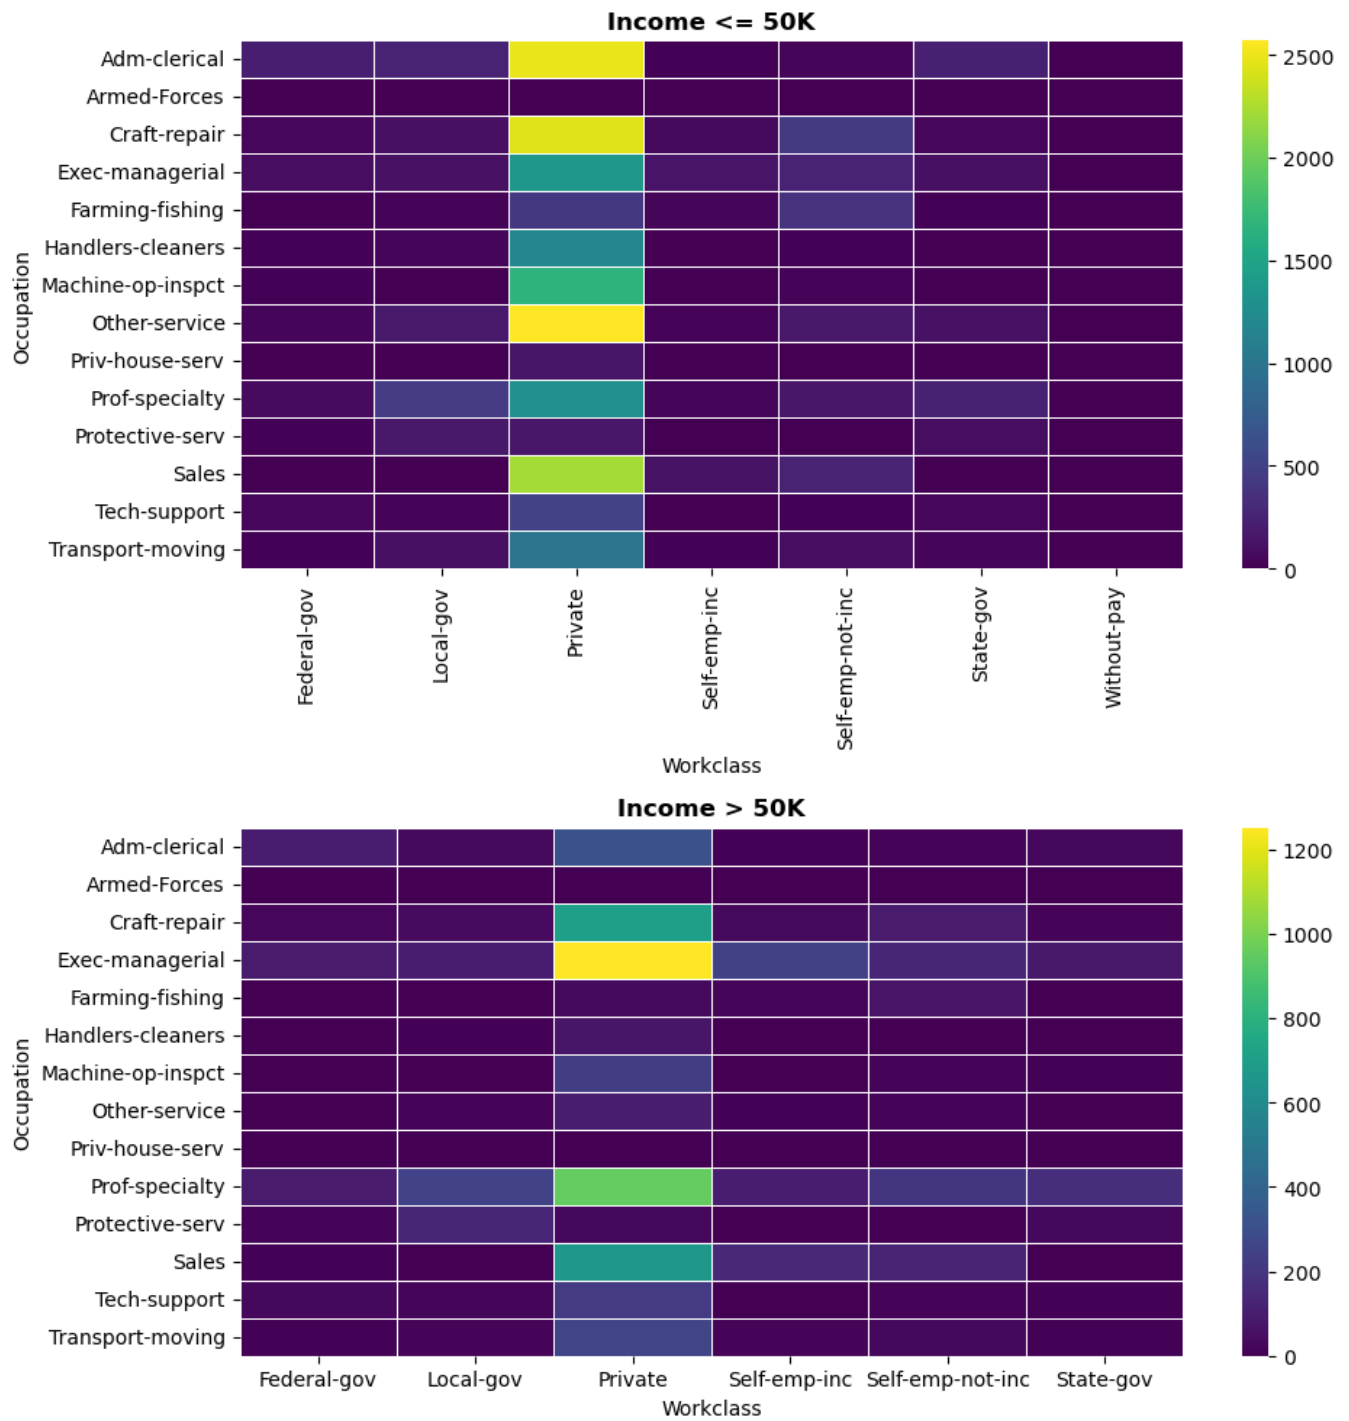 Income <= 50K
Occupation
Adm-clerical
Armed-Forces
Craft-repair
Exec-managerial
Farming-fishing
Handlers-cleaners
Machine-op-inspct
Other-service
Priv-house-serv
Prof-specialty
Protective-serv
Sales
Tech-support
Transport-moving
2500
2000
1500
1000
500
0
Federal-gov
Local-gov
Private
Self-emp-inc
Self-emp-not-inc
State-gov
Without-pay
Workclass
Income > 50K
Occupation
Adm-clerical
Armed-Forces
Craft-repair
Exec-managerial
Farming-fishing
Handlers-cleaners
Machine-op-inspct
Other-service
Priv-house-serv
Prof-specialty
Protective-serv
Sales
Tech-support
Transport-moving
1200
1000
800
600
400
200
0
Federal-gov Local-gov Private Self-emp-inc Self-emp-not-inc State-gov
Workclass